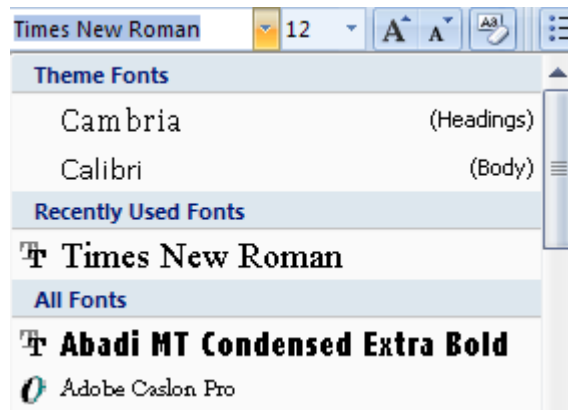 Times New Roman 12 A A Aa
Theme Fonts
Cambria (Headings)
Calibri (Body)
Recently Used Fonts
Times New Roman
All Fonts
Abadi MT Condensed Extra Bold
Adobe Caslon Pro